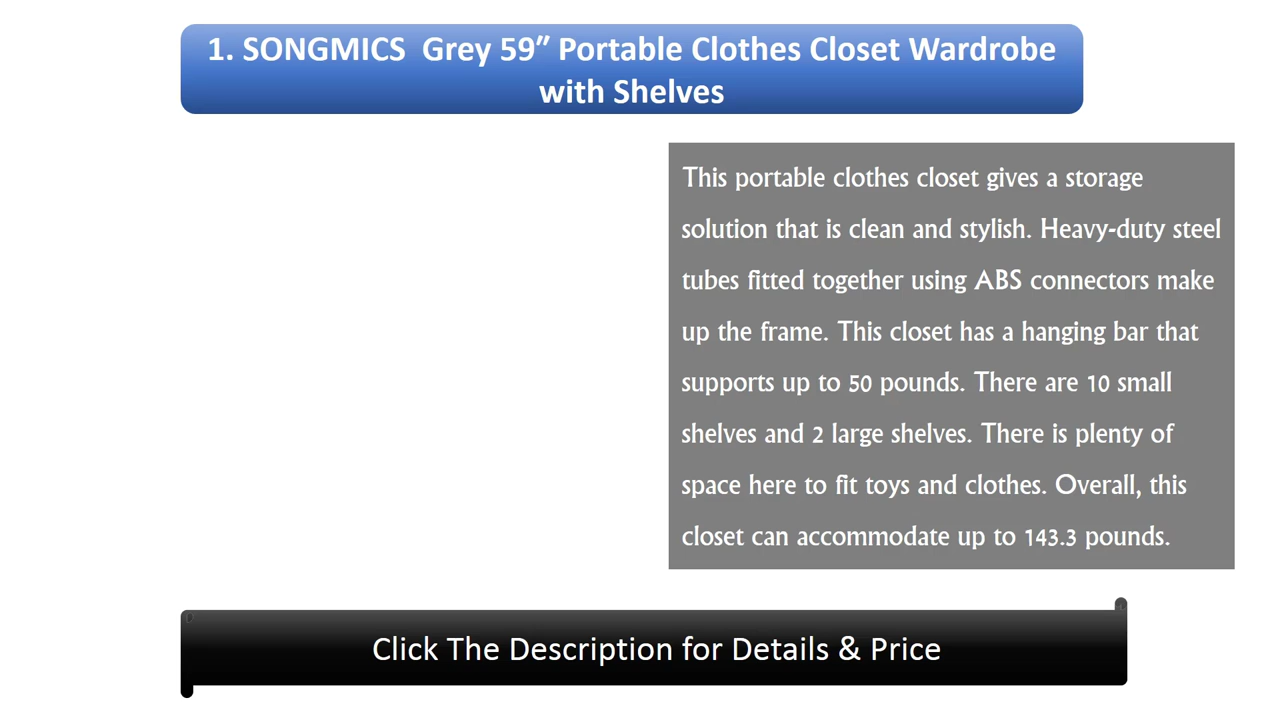 1. SONGMICS  Grey 59″ Portable Clothes Closet Wardrobe
with Shelves
This portable clothes closet gives a storage
solution that is clean and stylish. Heavy-duty steel
tubes fitted together using ABS connectors make
up the frame. This closet has a hanging bar that
supports up to 50 pounds. There are 10 small
shelves and 2 large shelves. There is plenty of
space here to fit toys and clothes. Overall, this
closet can accommodate up to 143.3 pounds.
Click The Description for Details & Price